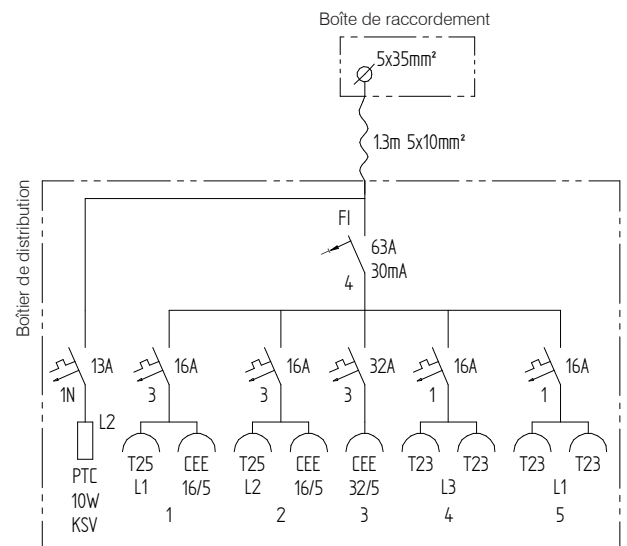 Boîte de raccordement
5x35mm²
1.3m 5x10mm²
Boîtier de distribution
FI
63A
30mA
4
13A 16A 16A 32A 16A 16A
1N 3 3 3 1 1
L2
PTC
10W
KSV
T25 CEE T25 CEE CEE T23 T23 T23 T23
L1 16/5 L2 16/5 32/5 L3 L1
1 2 3 4 5